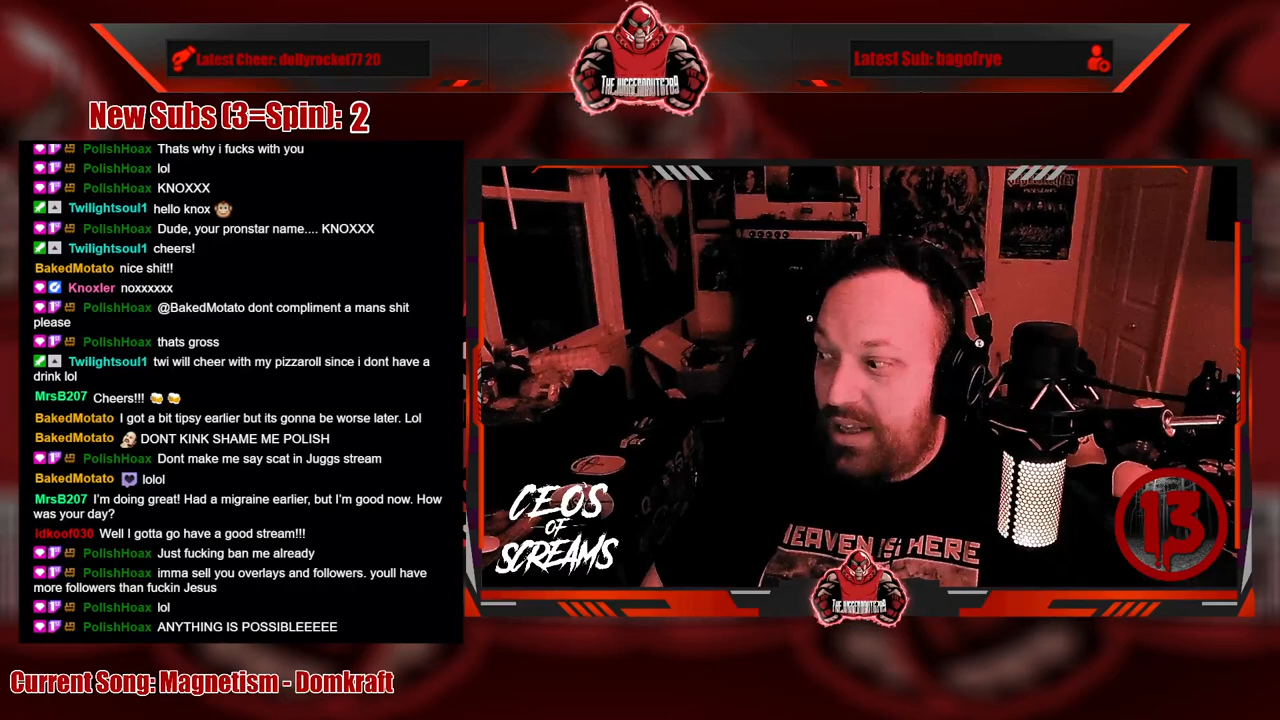 Latest Cheer: dollyrocket77 20
THEJUGGERNAUT6789
Latest Sub: bagofrye
New Subs (3=Spin): 2
PolishHoax Thats why i fucks with you
PolishHoax lol
PolishHoax KNOXXX
Twilightsoul1 hello knox
PolishHoax Dude, your pronstar name.... KNOXXX
Twilightsoul1 cheers!
BakedMotato nice shit!!
Knoxler noxxxxxx
PolishHoax @BakedMotato dont compliment a mans shit
please
PolishHoax thats gross
Twilightsoul1 twi will cheer with my pizzaroll since i dont have a
drink lol
MrsB207 Cheers!!!
BakedMotato I got a bit tipsy earlier but its gonna be worse later. Lol
BakedMotato DONT KINK SHAME ME POLISH
PolishHoax Dont make me say scat in Juggs stream
BakedMotato lolol
MrsB207 I'm doing great! Had a migraine earlier, but I'm good now. How
was your day?
Idkoof030 Well I gotta go have a good stream!!!
PolishHoax Just fucking ban me already
PolishHoax imma sell you overlays and followers. youll have
more followers than fuckin Jesus
PolishHoax lol
PolishHoax ANYTHING IS POSSIBLEEEEE
CEOS
OF
SCREAMS
HEAVEN IS HERE
13
THEJUGGERNAUT6789
Current Song: Magnetism - Domkraft